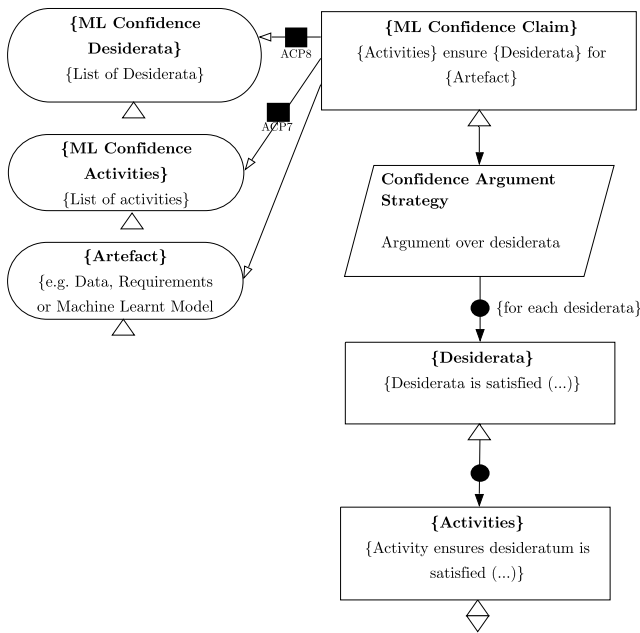 {ML Confidence
Desiderata}
{List of Desiderata}
ACP8
{ML Confidence Claim}
{Activities} ensure {Desiderata} for
{Artefact}
ACP7
{ML Confidence
Activities}
{List of activities}
Confidence Argument
Strategy
Argument over desiderata
{Artefact}
{e.g. Data, Requirements
or Machine Learnt Model
{for each desiderata}
{Desiderata}
{Desiderata is satisfied (...)}
{Activities}
{Activity ensures desideratum is
satisfied (...)}